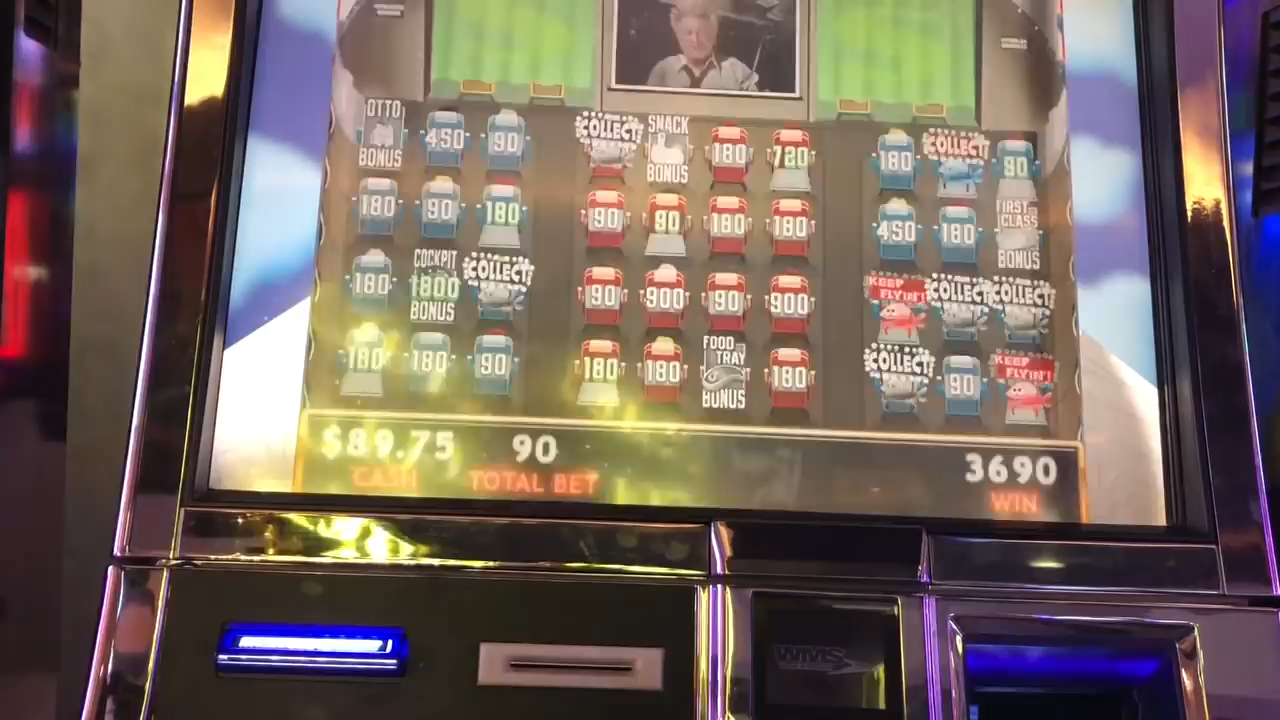 OTTO BONUS 450 90
180 90 180
180 COCKPIT 1800 BONUS COLLECT
180 180 90
COLLECT SNACK BONUS 180 720
90 90 180 180
90 900 90 900
180 180 FOOD TRAY BONUS 180
180 COLLECT 90
450 180 FIRST CLASS BONUS
KEEP FLYIN'! COLLECT COLLECT
COLLECT 90 KEEP FLYIN'!
$89.75 90 3690
CASH TOTAL BET WIN
WMS